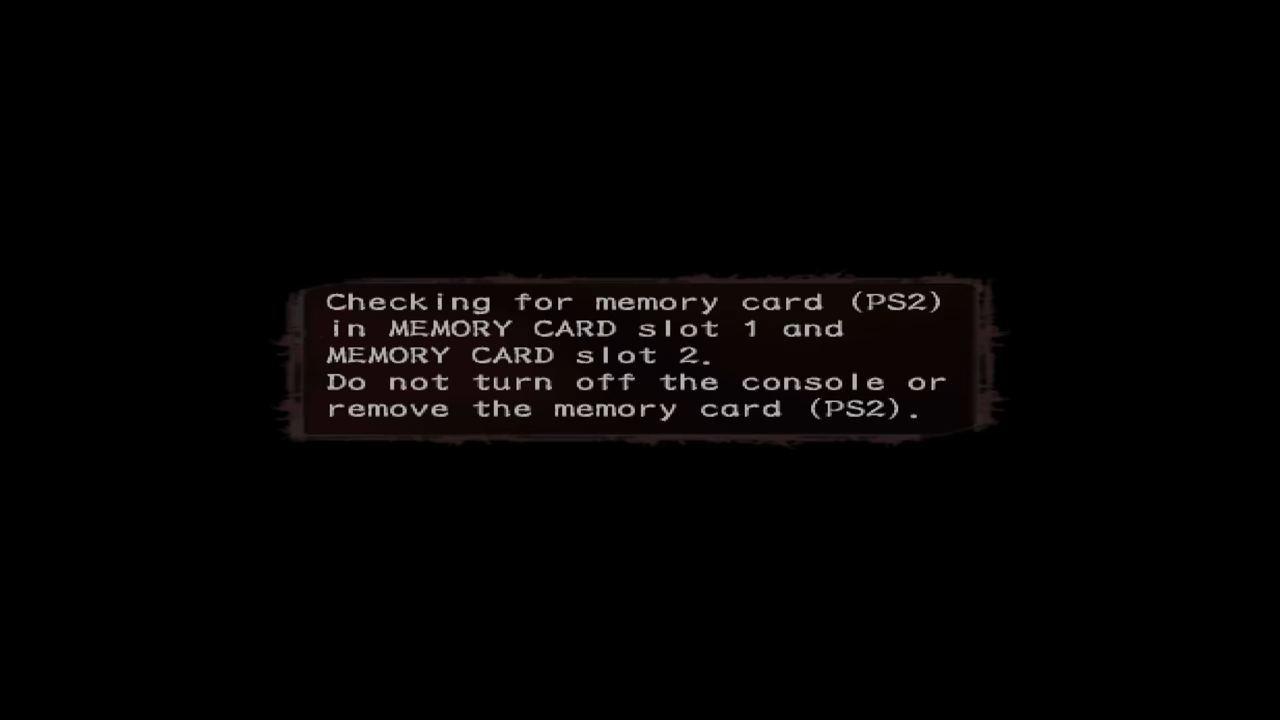 Checking for memory card (PS2)
in MEMORY CARD slot 1 and
MEMORY CARD slot 2.
Do not turn off the console or
remove the memory card (PS2).